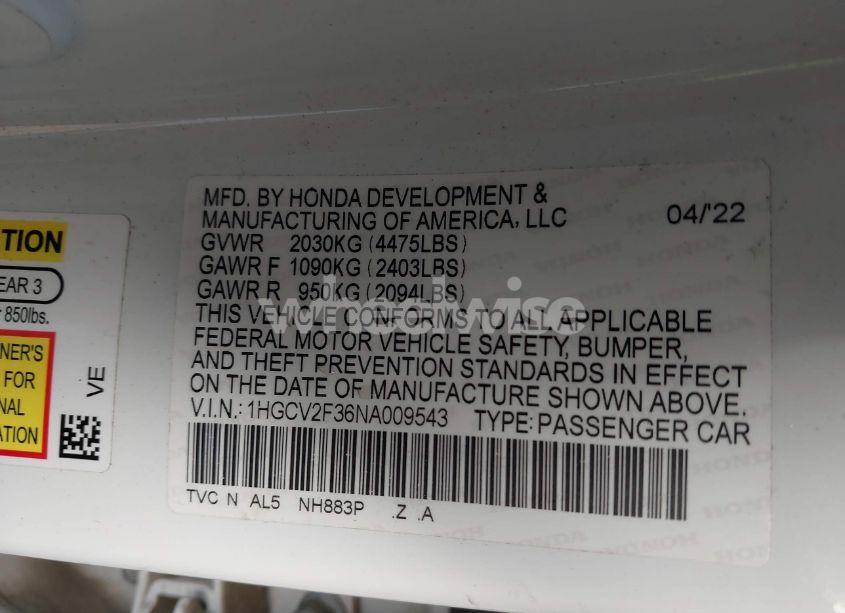 MFD. BY HONDA DEVELOPMENT &
MANUFACTURING OF AMERICA, LLC 04/'22
GVWR 2030KG (4475LBS)
GAWR F 1090KG (2403LBS)
GAWR R 950KG (2094LBS)
THIS VEHICLE CONFORMS TO ALL APPLICABLE
FEDERAL MOTOR VEHICLE SAFETY, BUMPER,
AND THEFT PREVENTION STANDARDS IN EFFECT
ON THE DATE OF MANUFACTURE SHOWN ABOVE.
V.I.N.: 1HGCV2F36NA009543 TYPE: PASSENGER CAR
TVC N AL5 NH883P .Z .A
wheelwise
TION
EAR 3
850lbs.
NER'S
FOR
NAL
ATION
VE